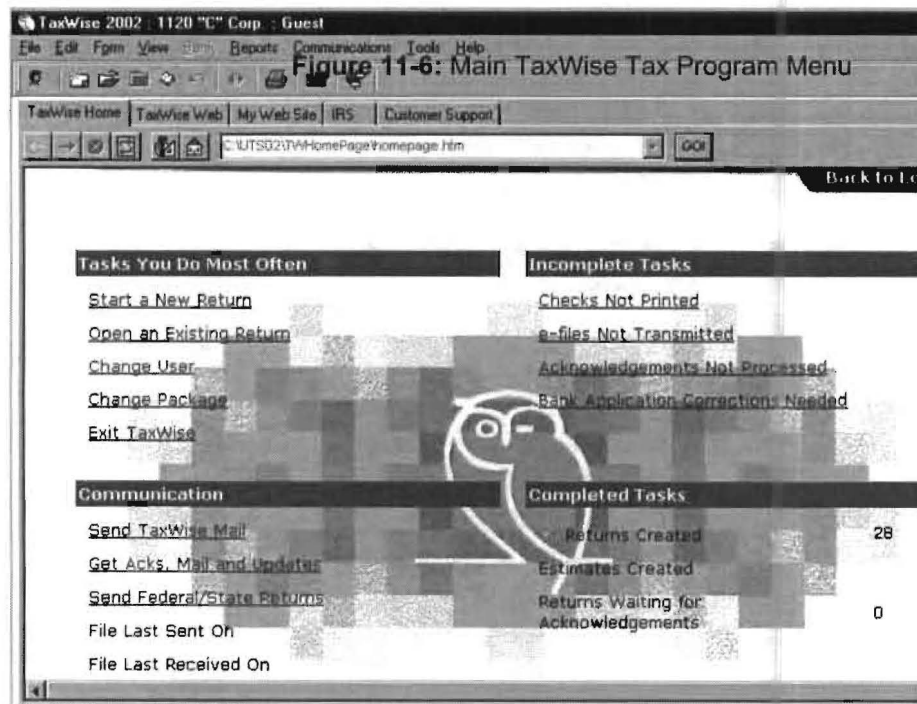 TaxWise 2002 : 1120 "C" Corp. : Guest
File Edit Form View Bank Reports Communications Tools Help
Figure 11-6: Main TaxWise Tax Program Menu
TaxWise Home TaxWise Web My Web Site IRS Customer Support
C:\UTS02\TWHomePage\homepage.htm GO!
Back to Lo
Tasks You Do Most Often
Start a New Return
Open an Existing Return
Change User
Change Package
Exit TaxWise
Incomplete Tasks
Checks Not Printed
e-files Not Transmitted
Acknowledgements Not Processed
Bank Application Corrections Needed
Communication
Send TaxWise Mail
Get Acks, Mail and Updates
Send Federal/State Returns
File Last Sent On
File Last Received On
Completed Tasks
Returns Created 28
Estimates Created
Returns Waiting for
Acknowledgements 0